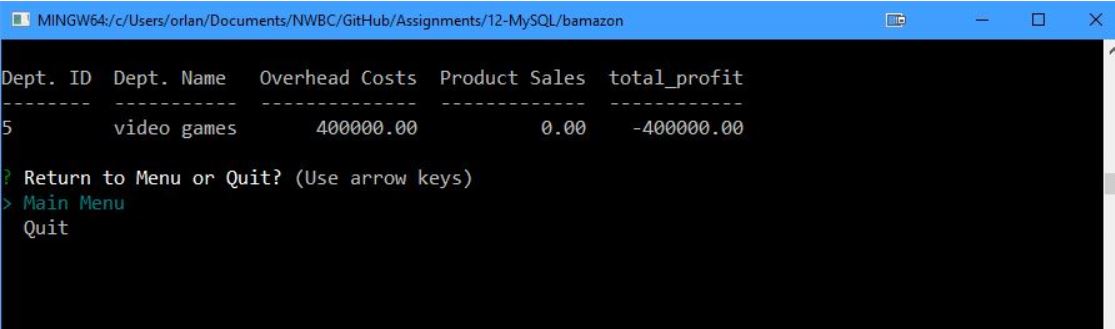 MINGW64:/c/Users/orlan/Documents/NWBC/GitHub/Assignments/12-MySQL/bamazon
Dept. ID  Dept. Name   Overhead Costs  Product Sales  total_profit
--------  -----------  --------------  -------------  ------------
5         video games       400000.00           0.00    -400000.00
? Return to Menu or Quit? (Use arrow keys)
> Main Menu
  Quit